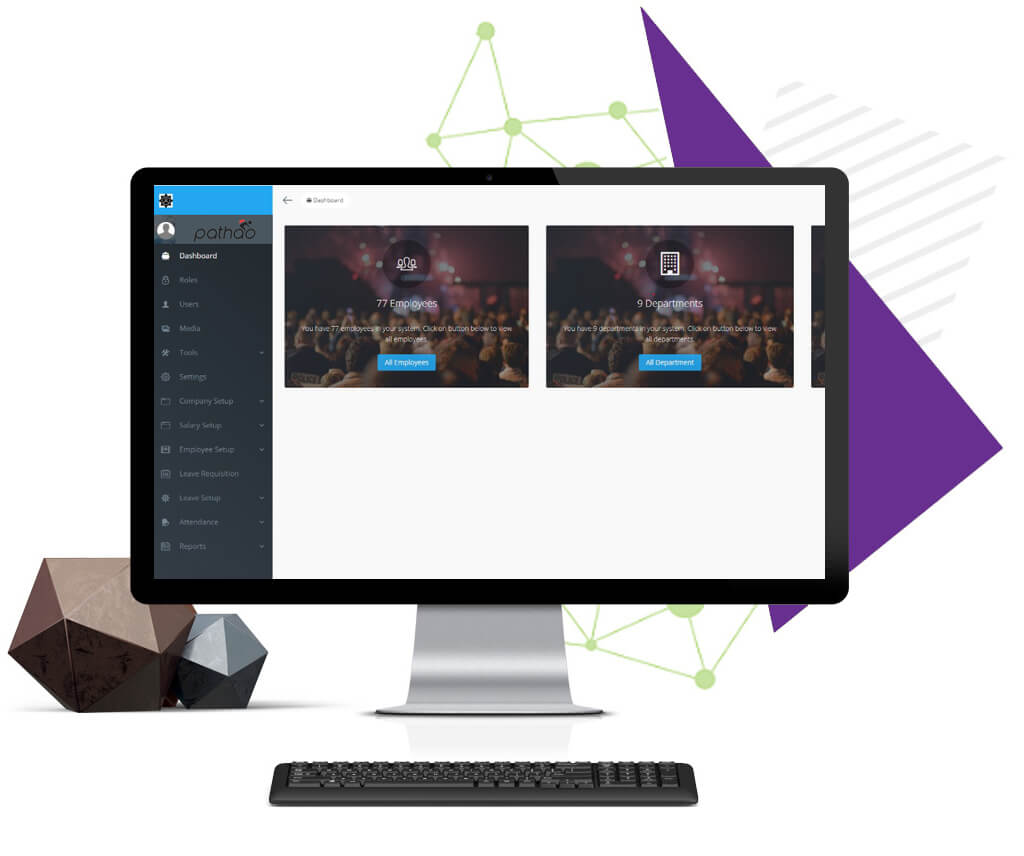 Dashboard
pathao
Dashboard
Roles
Users
Media
Tools
Settings
Company Setup
Salary Setup
Employee Setup
Leave Requisition
Leave Setup
Attendance
Reports
77 Employees
You have 77 employees in your system. Click on button below to view
all employees.
All Employees
9 Departments
You have 9 departments in your system. Click on button below to view
all departments.
All Department